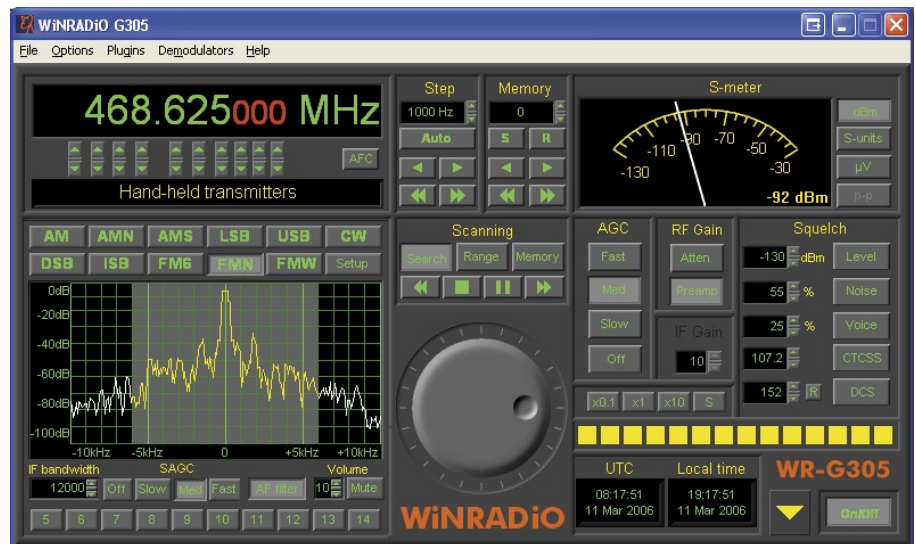 WiNRADiO G305
File Options Plugins Demodulators Help
468.625000 MHz
AFC
Hand-held transmitters
Step
1000 Hz
Auto
Memory
0
S R
S-meter
-130 -110 -90 -70 -50 -30
-92 dBm
dBm
S-units
µV
p-p
AM AMN AMS LSB USB CW
DSB ISB FM6 FMN FMW Setup
0dB
-20dB
-40dB
-60dB
-80dB
-100dB
-10kHz -5kHz 0 +5kHz +10kHz
IF bandwidth SAGC Volume
12000 Off Slow Med Fast AF filter 10 Mute
5 6 7 8 9 10 11 12 13 14
Scanning
Search Range Memory
WiNRADiO
AGC
Fast
Med
Slow
Off
RF Gain
Atten
Preamp
IF Gain
10
Squelch
-130 dBm Level
55 % Noise
25 % Voice
107.2 CTCSS
152 R DCS
x0.1 x1 x10 S
UTC
08:17:51
11 Mar 2006
Local time
19:17:51
11 Mar 2006
WR-G305
On/Off